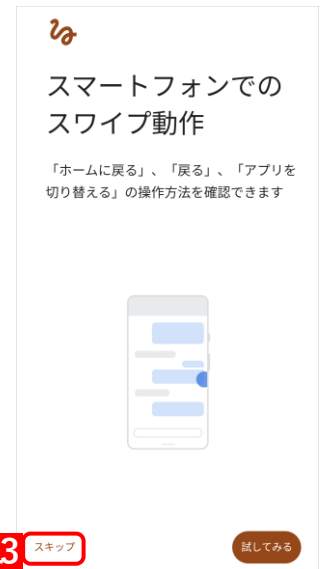 スマートフォンでの
スワイプ動作
「ホームに戻る」、「戻る」、「アプリを
切り替える」の操作方法を確認できます
3
スキップ
試してみる